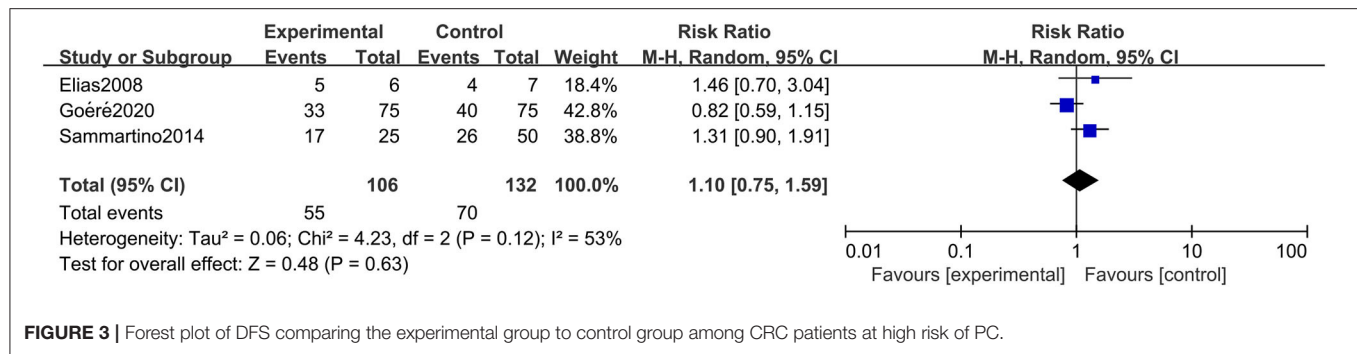 Experimental Control Risk Ratio Risk Ratio
Study or Subgroup Events Total Events Total Weight M-H, Random, 95% CI M-H, Random, 95% CI
Elias2008 5 6 4 7 18.4% 1.46 [0.70, 3.04]
Goéré2020 33 75 40 75 42.8% 0.82 [0.59, 1.15]
Sammartino2014 17 25 26 50 38.8% 1.31 [0.90, 1.91]
Total (95% CI) 106 132 100.0% 1.10 [0.75, 1.59]
Total events 55 70
Heterogeneity: Tau² = 0.06; Chi² = 4.23, df = 2 (P = 0.12); I² = 53%
Test for overall effect: Z = 0.48 (P = 0.63)
0.01 0.1 1 10 100
Favours [experimental] Favours [control]
FIGURE 3 | Forest plot of DFS comparing the experimental group to control group among CRC patients at high risk of PC.